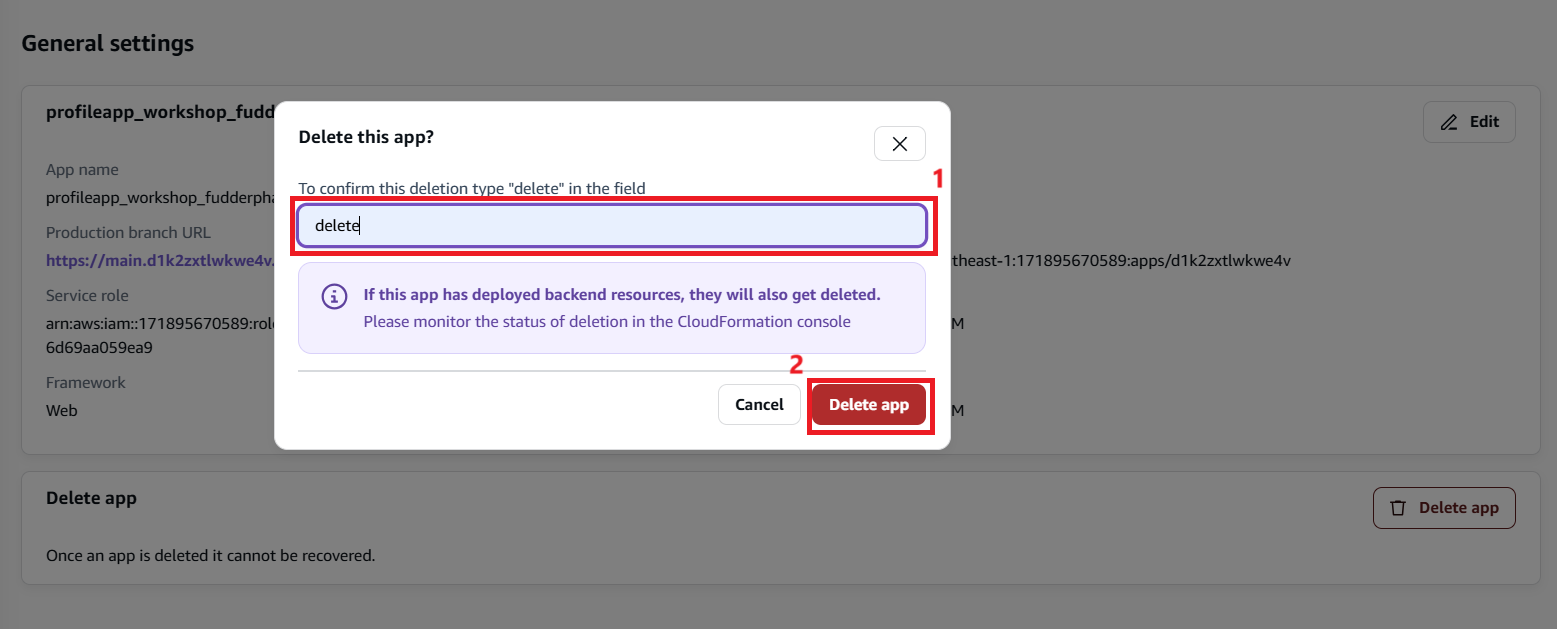 General settings
profileapp_workshop_fudd
Edit
App name
profileapp_workshop_fudderpha
Production branch URL
https://main.d1k2zxtlwkwe4v.
theast-1:171895670589:apps/d1k2zxtlwkwe4v
Service role
arn:aws:iam::171895670589:role
6d69aa059ea9
M
Framework
Web
M
Delete this app?
To confirm this deletion type "delete" in the field
1
delete
If this app has deployed backend resources, they will also get deleted.
Please monitor the status of deletion in the CloudFormation console
2
Cancel
Delete app
Delete app
Delete app
Once an app is deleted it cannot be recovered.